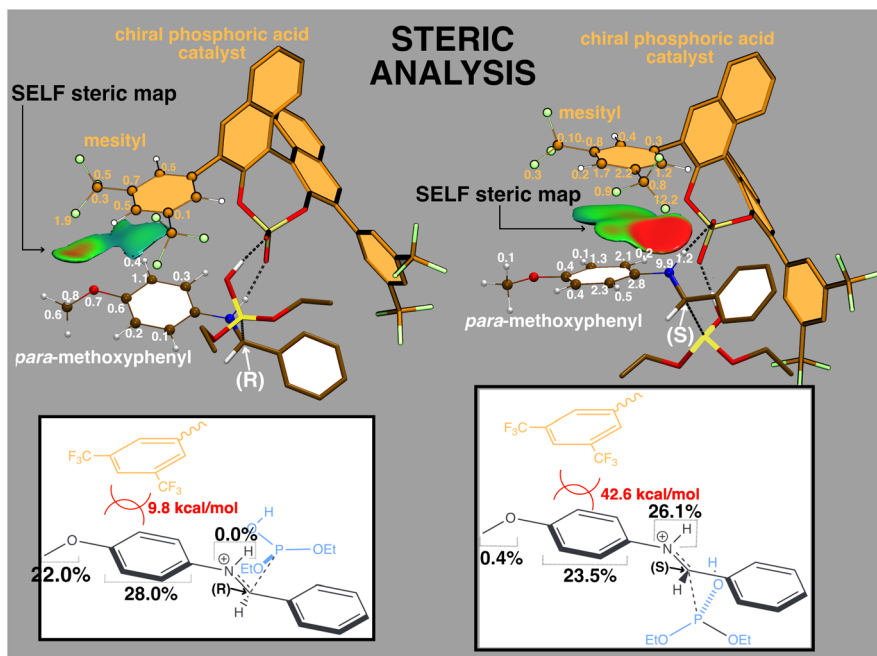 STERIC
ANALYSIS
chiral phosphoric acid
catalyst
SELF steric map
mesityl
0.5
0.5
0.7
0.3
0.5
1.9
0.1
0.4
1.1
0.3
0.8
0.6
0.7
0.6
0.2
0.1
para-methoxyphenyl
(R)
chiral phosphoric acid
catalyst
mesityl
SELF steric map
0.10
0.8
0.4
0.3
0.3
0.2
1.7
2.2
1.2
0.9
0.8
12.2
0.1
0.1
1.3
2.1
0.2
1.2
0.4
9.9
0.4
2.3
2.8
0.5
para-methoxyphenyl
(S)
F₃C
CF₃
9.8 kcal/mol
0.0%
H
O
H
P
OEt
EtO
N
⊕
O
22.0%
28.0%
(R)
H
F₃C
CF₃
42.6 kcal/mol
26.1%
H
⊕
N
O
0.4%
23.5%
(S)
H
H
O
P
EtO
OEt